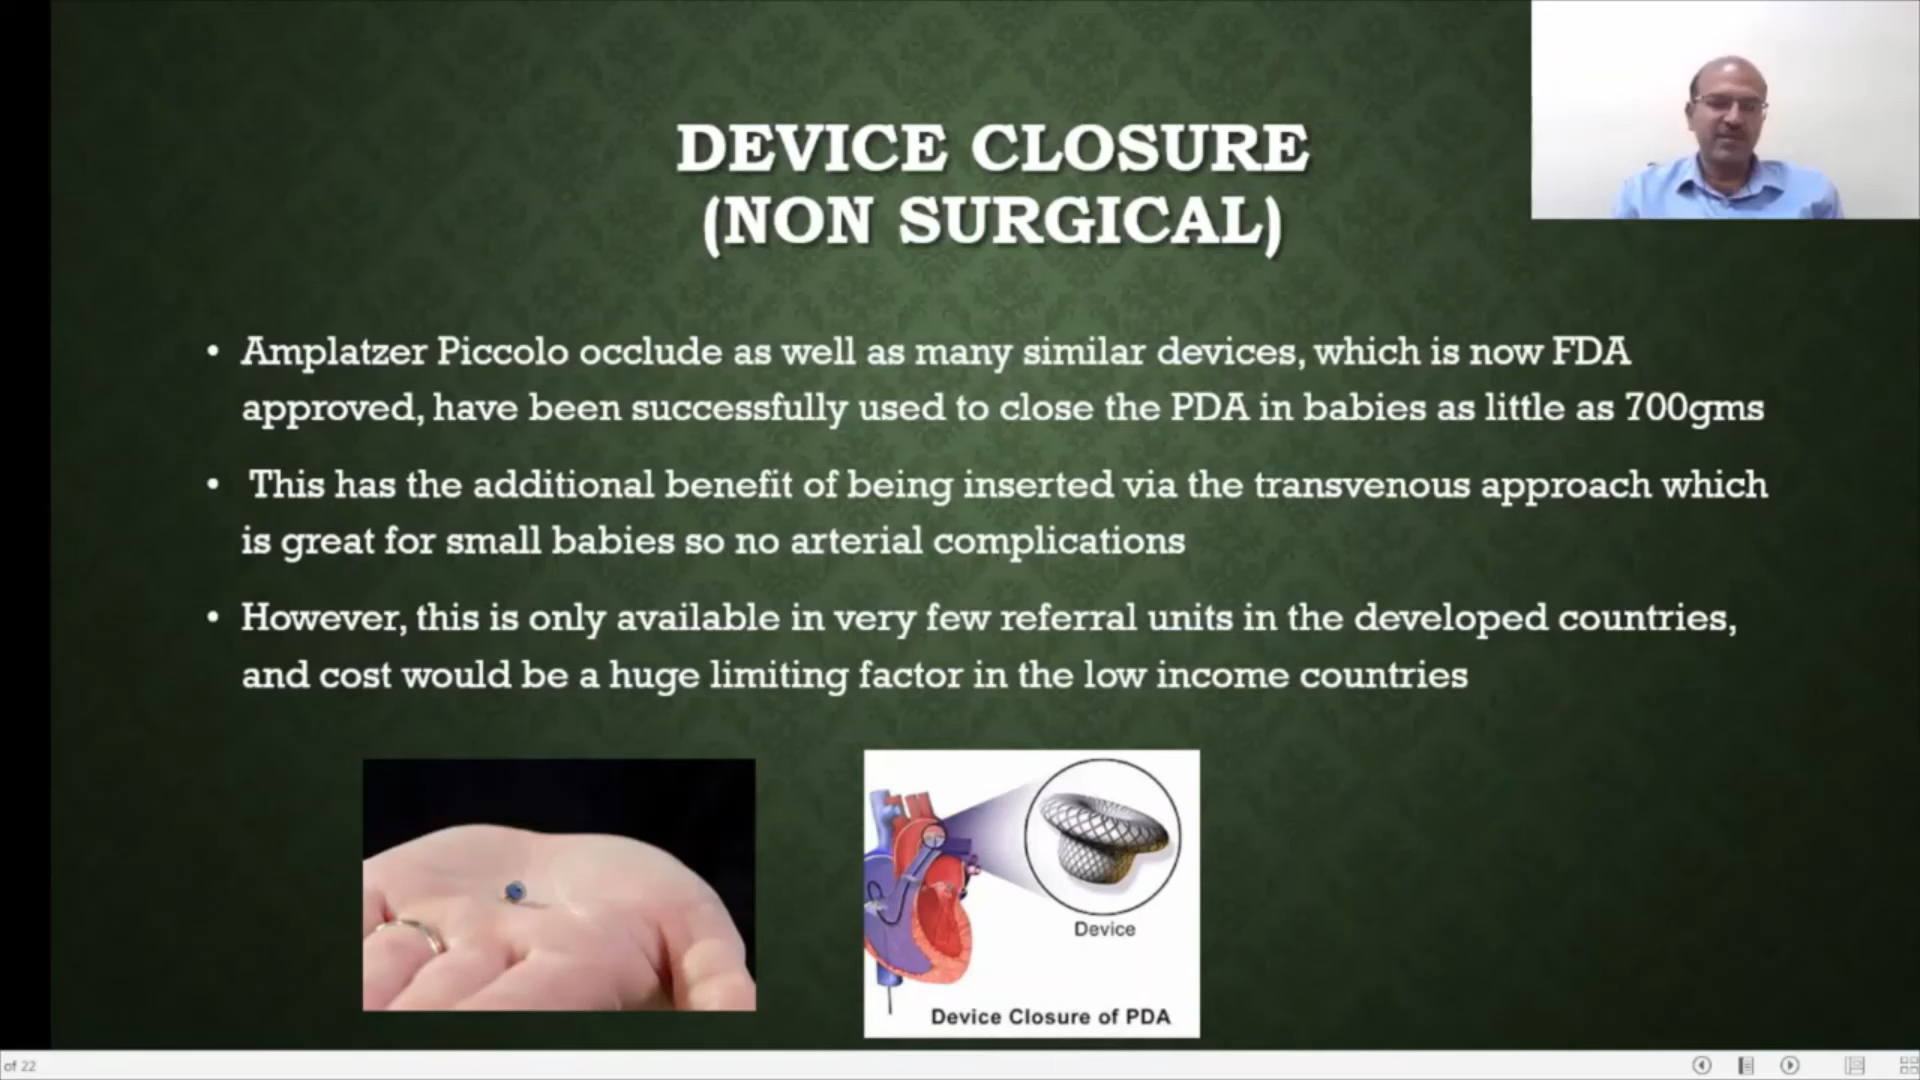 DEVICE CLOSURE
(NON SURGICAL)
• Amplatzer Piccolo occlude as well as many similar devices, which is now FDA
approved, have been successfully used to close the PDA in babies as little as 700gms
• This has the additional benefit of being inserted via the transvenous approach which
is great for small babies so no arterial complications
• However, this is only available in very few referral units in the developed countries,
and cost would be a huge limiting factor in the low income countries
Device
Device Closure of PDA
of 22